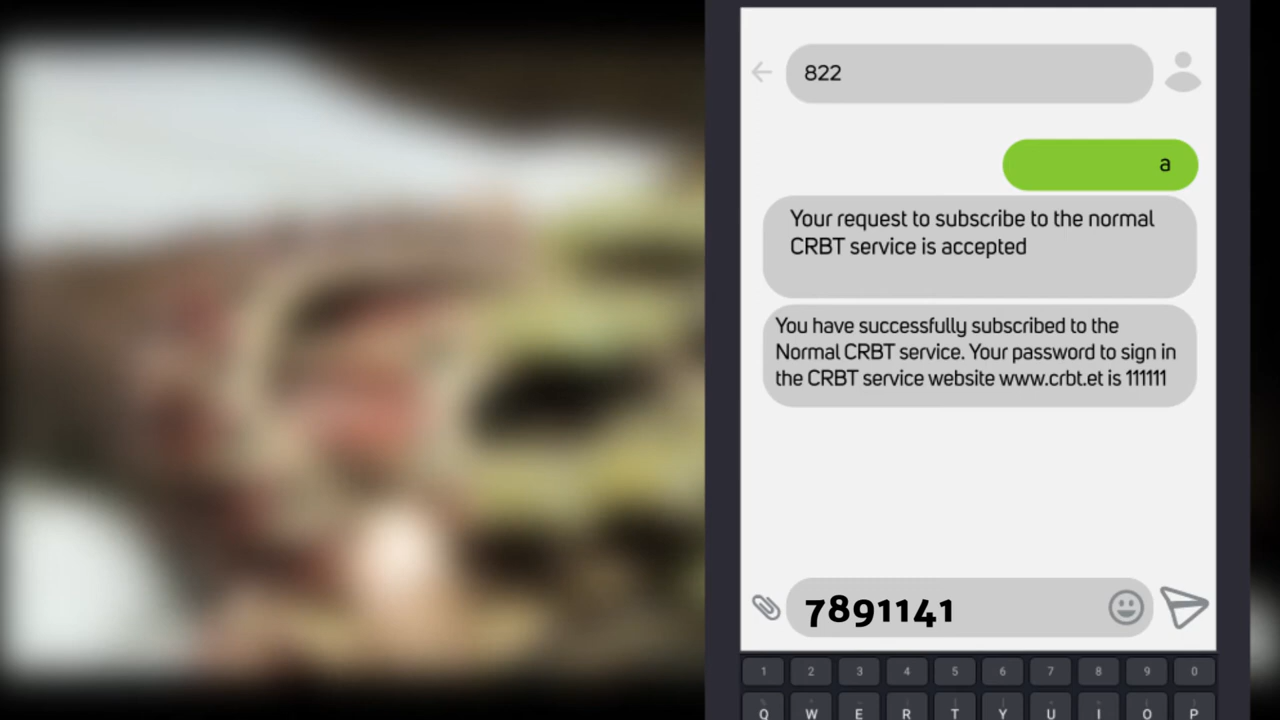 822
a
Your request to subscribe to the normal
CRBT service is accepted
You have successfully subscribed to the
Normal CRBT service. Your password to sign in
the CRBT service website www.crbt.et is 111111
7891141
1 2 3 4 5 6 7 8 9 0
Q W E R T Y U I O P